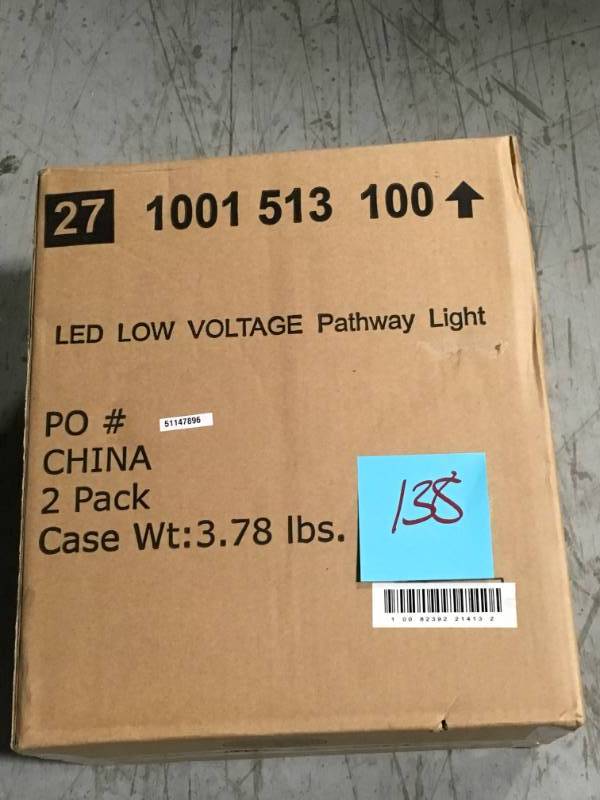 27 1001 513 100
LED LOW VOLTAGE Pathway Light
PO # 51147896
CHINA
2 Pack
Case Wt:3.78 lbs.
138
1 00 82392 21413 2